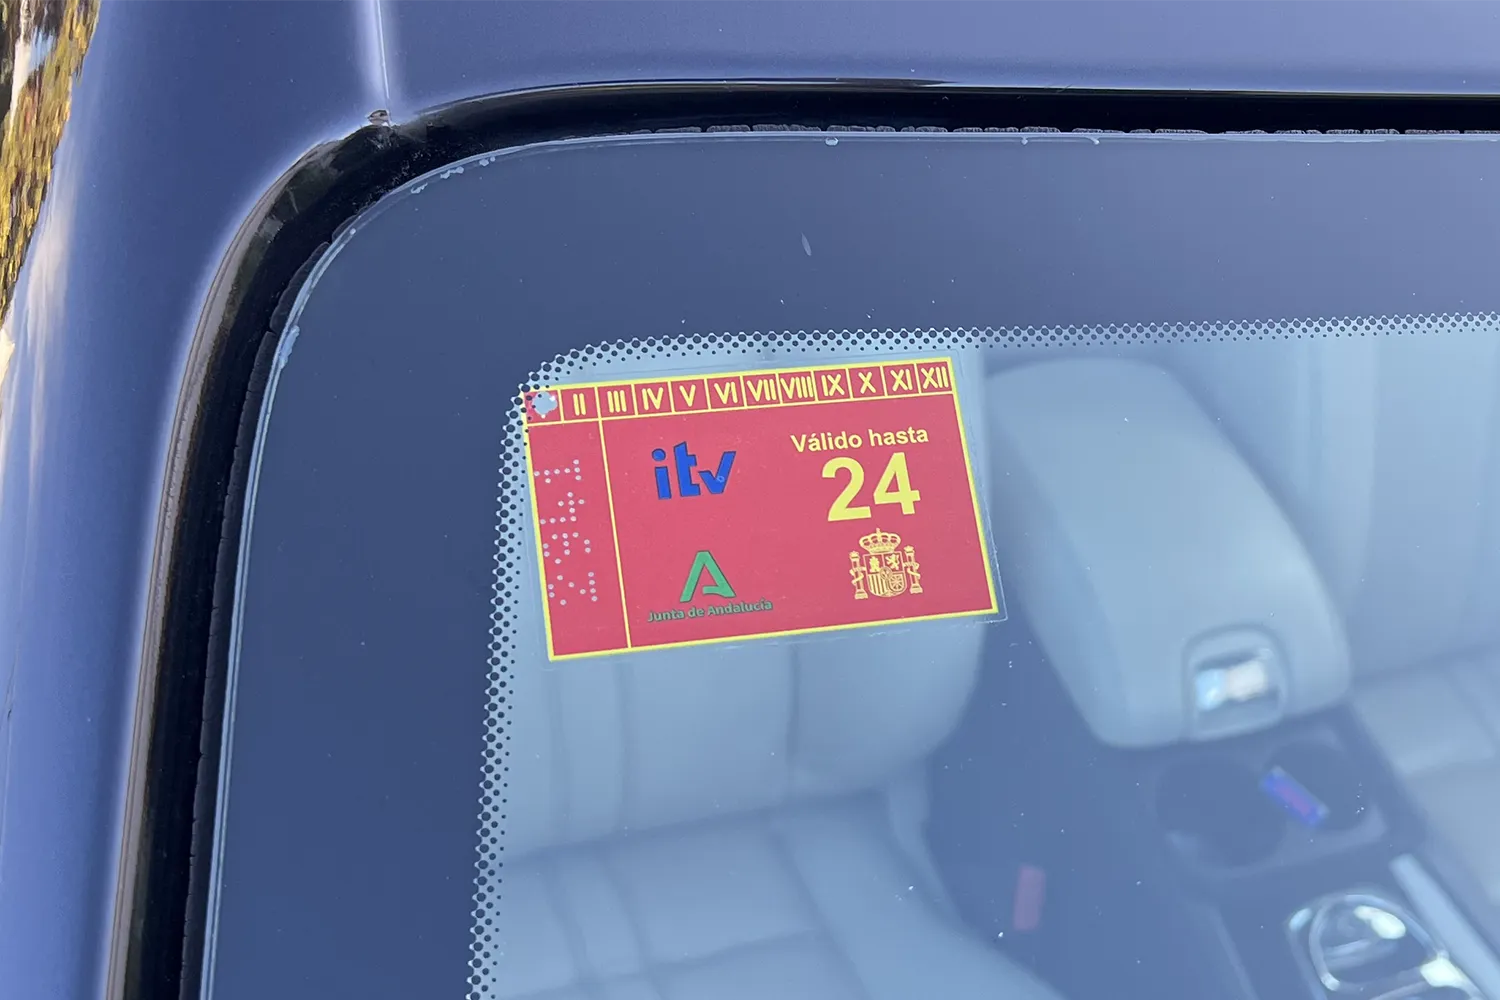 II III IV V VI VII VIII IX X XI XII
itv
Válido hasta
24
Junta de Andalucía